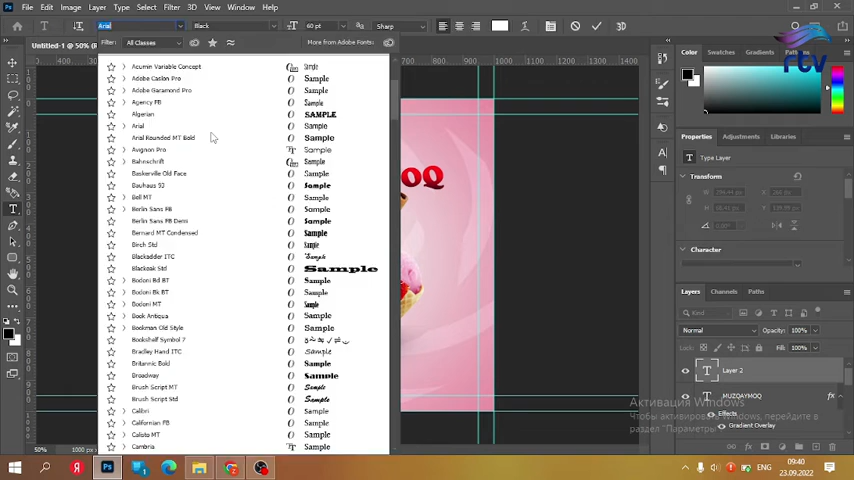 File Edit Image Layer Type Select Filter 3D View Window Help
Arial Black 60 pt Sharp
Filter: All Classes More from Adobe Fonts:
Untitled-1 @ 50%
Acumin Variable Concept
Adobe Caslon Pro Sample
Adobe Garamond Pro Sample
Agency FB Sample
Algerian SAMPLE
Arial Sample
Arial Rounded MT Bold Sample
Avignon Pro Sample
Bahnschrift Sample
Baskerville Old Face Sample
Bauhaus 93 Sample
Bell MT Sample
Berlin Sans FB Sample
Berlin Sans FB Demi Sample
Bernard MT Condensed Sample
Birch Std Sample
Blackadder ITC Sample
Blackoak Std Sample
Bodoni Bd BT Sample
Bodoni Bk BT Sample
Bodoni MT Sample
Book Antiqua Sample
Bookman Old Style Sample
Bookshelf Symbol 7
Bradley Hand ITC Sample
Britannic Bold Sample
Broadway Sample
Brush Script MT Sample
Brush Script Std Sample
Calibri Sample
Californian FB Sample
Calisto MT Sample
Cambria Sample
OQ
rtv
Color Swatches Gradients Patterns
Properties Adjustments Libraries
Type Layer
Transform
Character
Layers Channels Paths
Kind
Normal Opacity: 100%
Lock: Fill: 100%
Layer 2
MUZQAYMOQ fx
Effects
Gradient Overlay
Активация Windows
Чтобы активировать Windows, перейдите в
раздел "Параметры".
50% 1000 px
ENG
09:40
23.09.2022